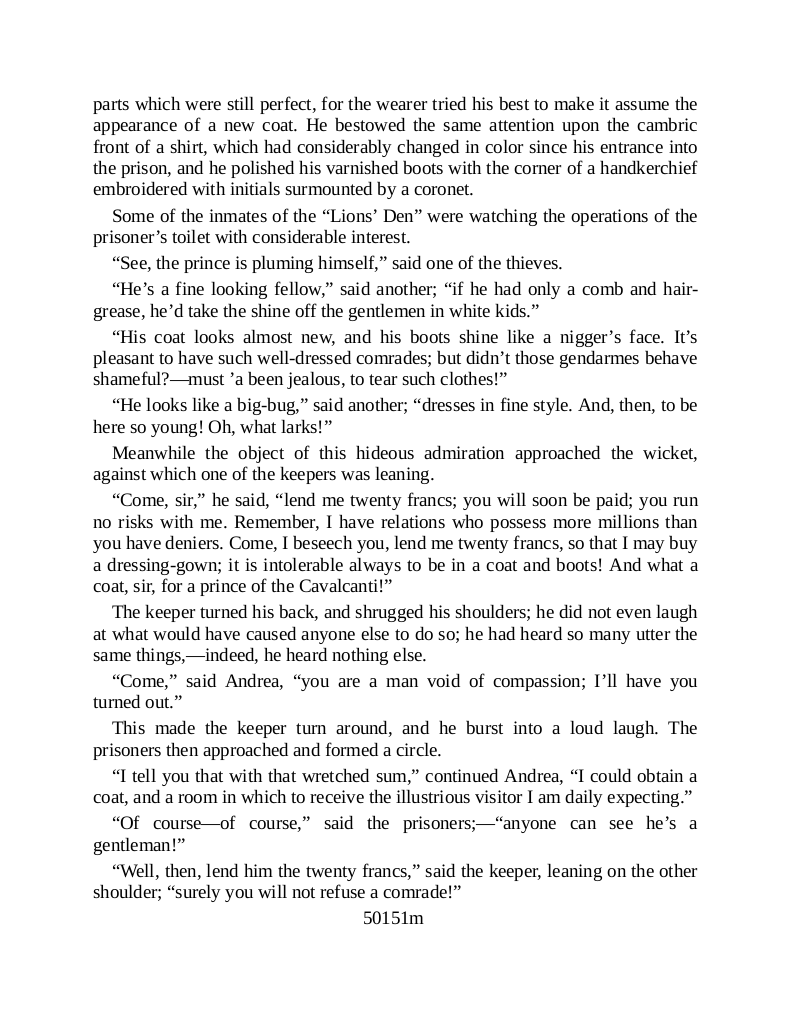 parts which were still perfect, for the wearer tried his best to make it assume the
appearance of a new coat. He bestowed the same attention upon the cambric
front of a shirt, which had considerably changed in color since his entrance into
the prison, and he polished his varnished boots with the corner of a handkerchief
embroidered with initials surmounted by a coronet.
Some of the inmates of the “Lions’ Den” were watching the operations of the
prisoner’s toilet with considerable interest.
“See, the prince is pluming himself,” said one of the thieves.
“He’s a fine looking fellow,” said another; “if he had only a comb and hair-
grease, he’d take the shine off the gentlemen in white kids.”
“His coat looks almost new, and his boots shine like a nigger’s face. It’s
pleasant to have such well-dressed comrades; but didn’t those gendarmes behave
shameful?—must ’a been jealous, to tear such clothes!”
“He looks like a big-bug,” said another; “dresses in fine style. And, then, to be
here so young! Oh, what larks!”
Meanwhile the object of this hideous admiration approached the wicket,
against which one of the keepers was leaning.
“Come, sir,” he said, “lend me twenty francs; you will soon be paid; you run
no risks with me. Remember, I have relations who possess more millions than
you have deniers. Come, I beseech you, lend me twenty francs, so that I may buy
a dressing-gown; it is intolerable always to be in a coat and boots! And what a
coat, sir, for a prince of the Cavalcanti!”
The keeper turned his back, and shrugged his shoulders; he did not even laugh
at what would have caused anyone else to do so; he had heard so many utter the
same things,—indeed, he heard nothing else.
“Come,” said Andrea, “you are a man void of compassion; I’ll have you
turned out.”
This made the keeper turn around, and he burst into a loud laugh. The
prisoners then approached and formed a circle.
“I tell you that with that wretched sum,” continued Andrea, “I could obtain a
coat, and a room in which to receive the illustrious visitor I am daily expecting.”
“Of course—of course,” said the prisoners;—“anyone can see he’s a
gentleman!”
“Well, then, lend him the twenty francs,” said the keeper, leaning on the other
shoulder; “surely you will not refuse a comrade!”
50151m